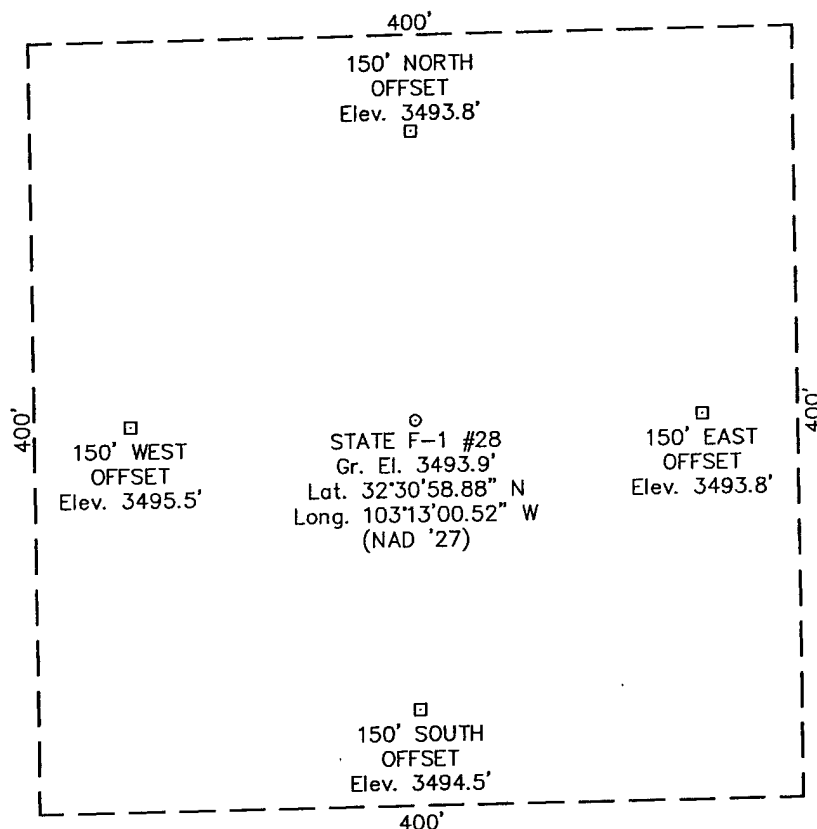 400'
150' NORTH
OFFSET
Elev. 3493.8'
400'
150' WEST
OFFSET
Elev. 3495.5'
STATE F-1 #28
Gr. El. 3493.9'
Lat. 32°30'58.88" N
Long. 103°13'00.52" W
(NAD '27)
150' EAST
OFFSET
Elev. 3493.8'
400'
150' SOUTH
OFFSET
Elev. 3494.5'
400'